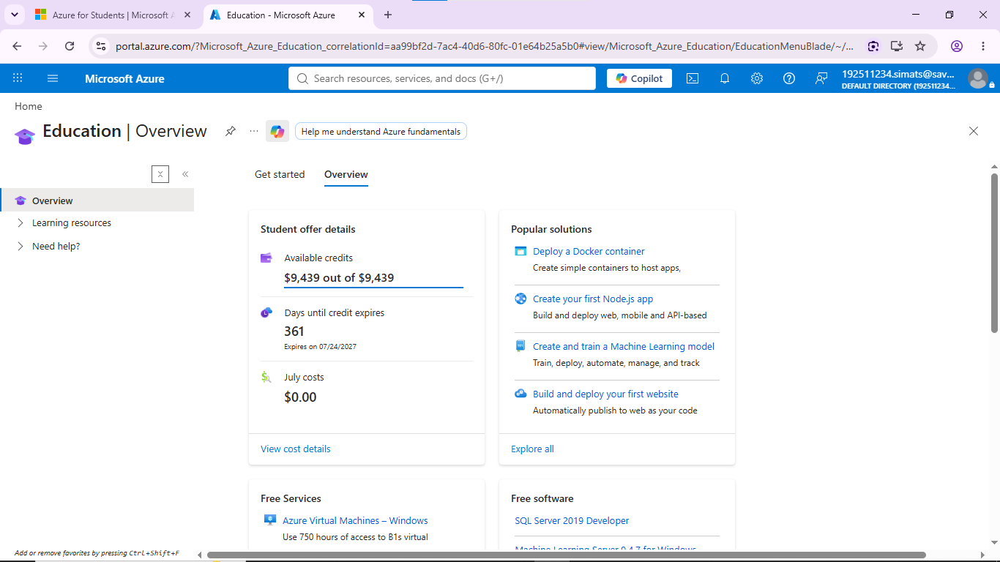 Azure for Students | Microsoft A
Education - Microsoft Azure
portal.azure.com/?Microsoft_Azure_Education_correlationId=aa99bf2d-7ac4-40d6-80fc-01e64b25a5b0#view/Microsoft_Azure_Education/EducationMenuBlade/~/...
Microsoft Azure
Search resources, services, and docs (G+/)
Copilot
192511234.simats@sav...
DEFAULT DIRECTORY (192511234....
Home
Education | Overview
Help me understand Azure fundamentals
Overview
Learning resources
Need help?
Get started
Overview
Student offer details
Available credits
$9,439 out of $9,439
Days until credit expires
361
Expires on 07/24/2027
July costs
$0.00
View cost details
Popular solutions
Deploy a Docker container
Create simple containers to host apps,
Create your first Node.js app
Build and deploy web, mobile and API-based
Create and train a Machine Learning model
Train, deploy, automate, manage, and track
Build and deploy your first website
Automatically publish to web as your code
Explore all
Free Services
Azure Virtual Machines – Windows
Use 750 hours of access to B1s virtual
Free software
SQL Server 2019 Developer
Machine Learning Server 9.4.7 for Windows
Add or remove favorites by pressing Ctrl+Shift+F